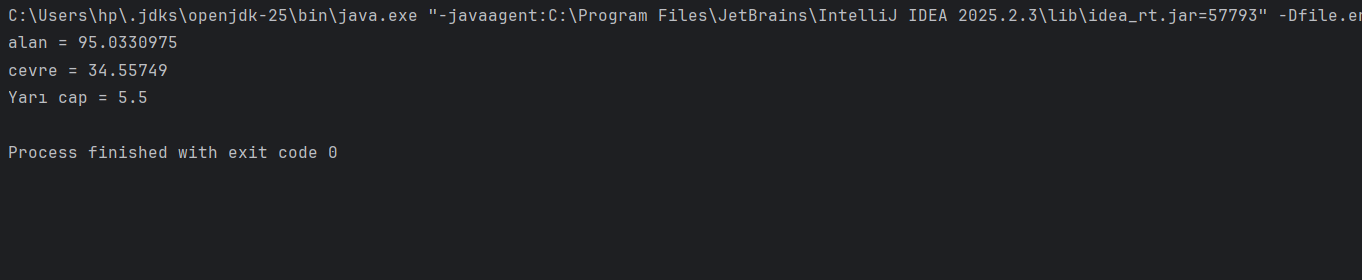 C:\Users\hp\.jdks\openjdk-25\bin\java.exe "-javaagent:C:\Program Files\JetBrains\IntelliJ IDEA 2025.2.3\lib\idea_rt.jar=57793" -Dfile.en
alan = 95.0330975
cevre = 34.55749
Yarı cap = 5.5
Process finished with exit code 0